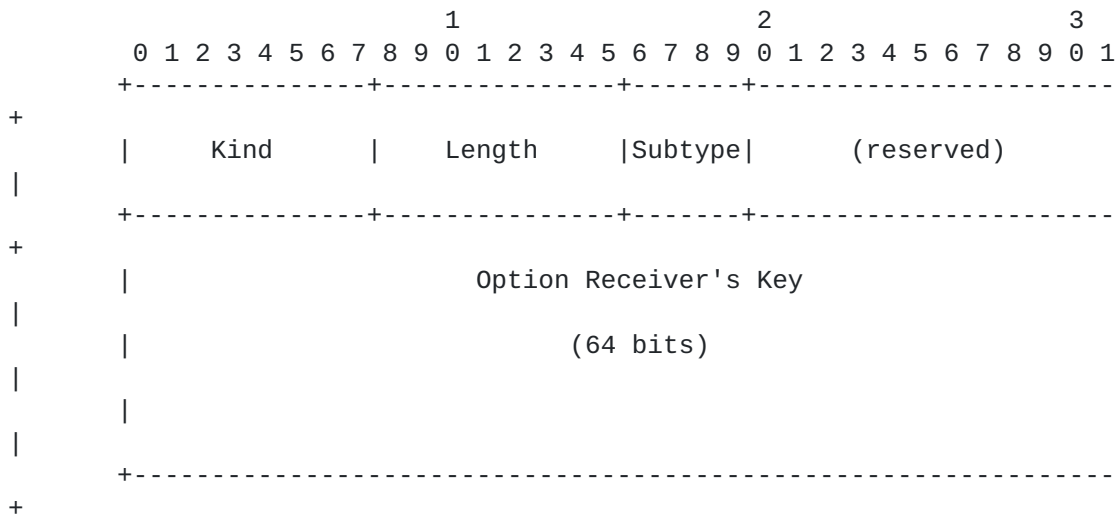 1                   2                   3
       0 1 2 3 4 5 6 7 8 9 0 1 2 3 4 5 6 7 8 9 0 1 2 3 4 5 6 7 8 9 0 1
      +---------------+---------------+-------+-----------------------
+
      |     Kind      |    Length     |Subtype|      (reserved)
|
      +---------------+---------------+-------+-----------------------
+
      |                      Option Receiver's Key
|
      |                            (64 bits)
|
      |
|
      +---------------------------------------------------------------
+